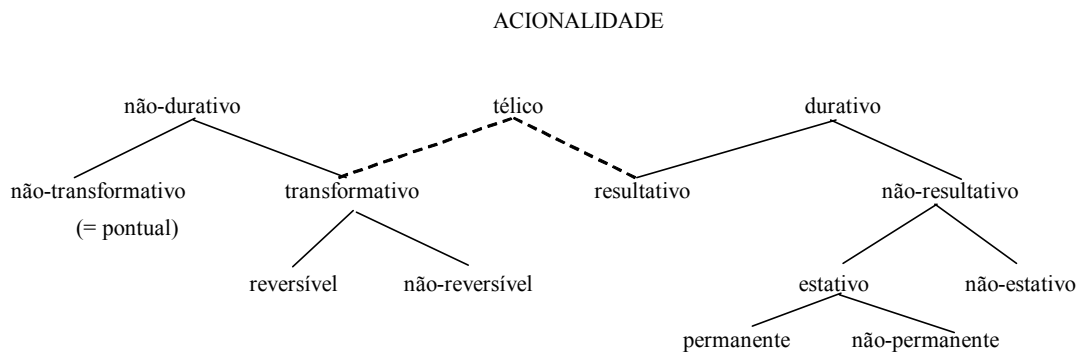 ACIONALIDADE
não-durativo télico durativo
não-transformativo transformativo resultativo não-resultativo
(= pontual)
reversível não-reversível estativo não-estativo
permanente não-permanente